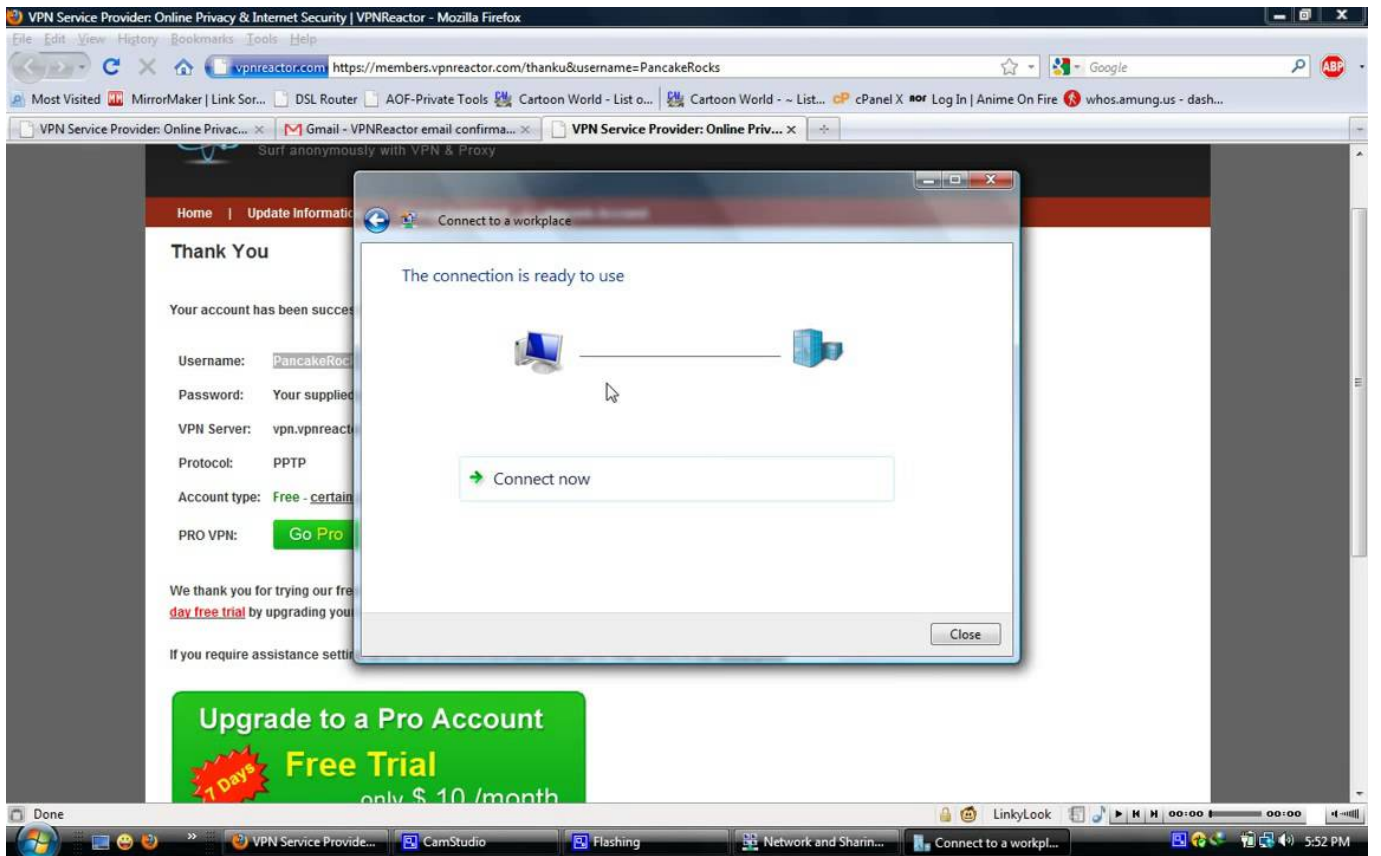 VPN Service Provider: Online Privacy & Internet Security | VPNReactor - Mozilla Firefox
File Edit View History Bookmarks Tools Help
vpnreactor.com https://members.vpnreactor.com/thanku&username=PancakeRocks
Google
ABP
Most Visited MirrorMaker | Link Sor... DSL Router AOF-Private Tools Cartoon World - List o... Cartoon World - ~ List... cPanel X Log In | Anime On Fire whos.amung.us - dash...
VPN Service Provider: Online Privac... Gmail - VPNReactor email confirma... VPN Service Provider: Online Priv...
Surf anonymously with VPN & Proxy
Home | Update Informatio
Connect to a workplace
Thank You
The connection is ready to use
Your account has been succes
Username: PancakeRoc
Password: Your supplied
VPN Server: vpn.vpnreact
Protocol: PPTP
Connect now
Account type: Free - certain
PRO VPN: Go Pro
We thank you for trying our fre
day free trial by upgrading you
Close
If you require assistance settin
Upgrade to a Pro Account
7 Days
Free Trial
only $ 10 /month
Done
LinkyLook
00:00
00:00
VPN Service Provide... CamStudio Flashing Network and Sharin... Connect to a workpl... 5:52 PM